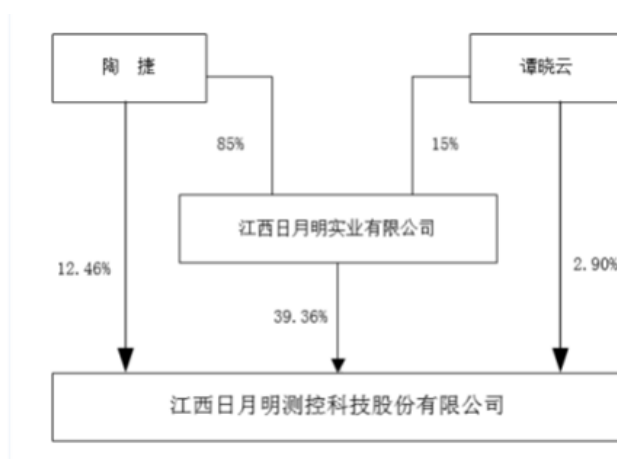 陶 捷
谭晓云
85%
15%
江西日月明实业有限公司
12.46%
2.90%
39.36%
江西日月明测控科技股份有限公司